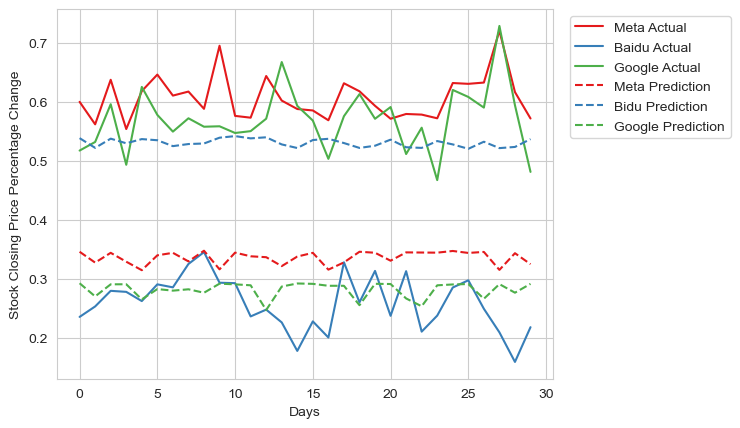 Stock Closing Price Percentage Change
0.7
0.6
0.5
0.4
0.3
0.2
0
5
10
15
20
25
30
Days
Meta Actual
Baidu Actual
Google Actual
Meta Prediction
Bidu Prediction
Google Prediction